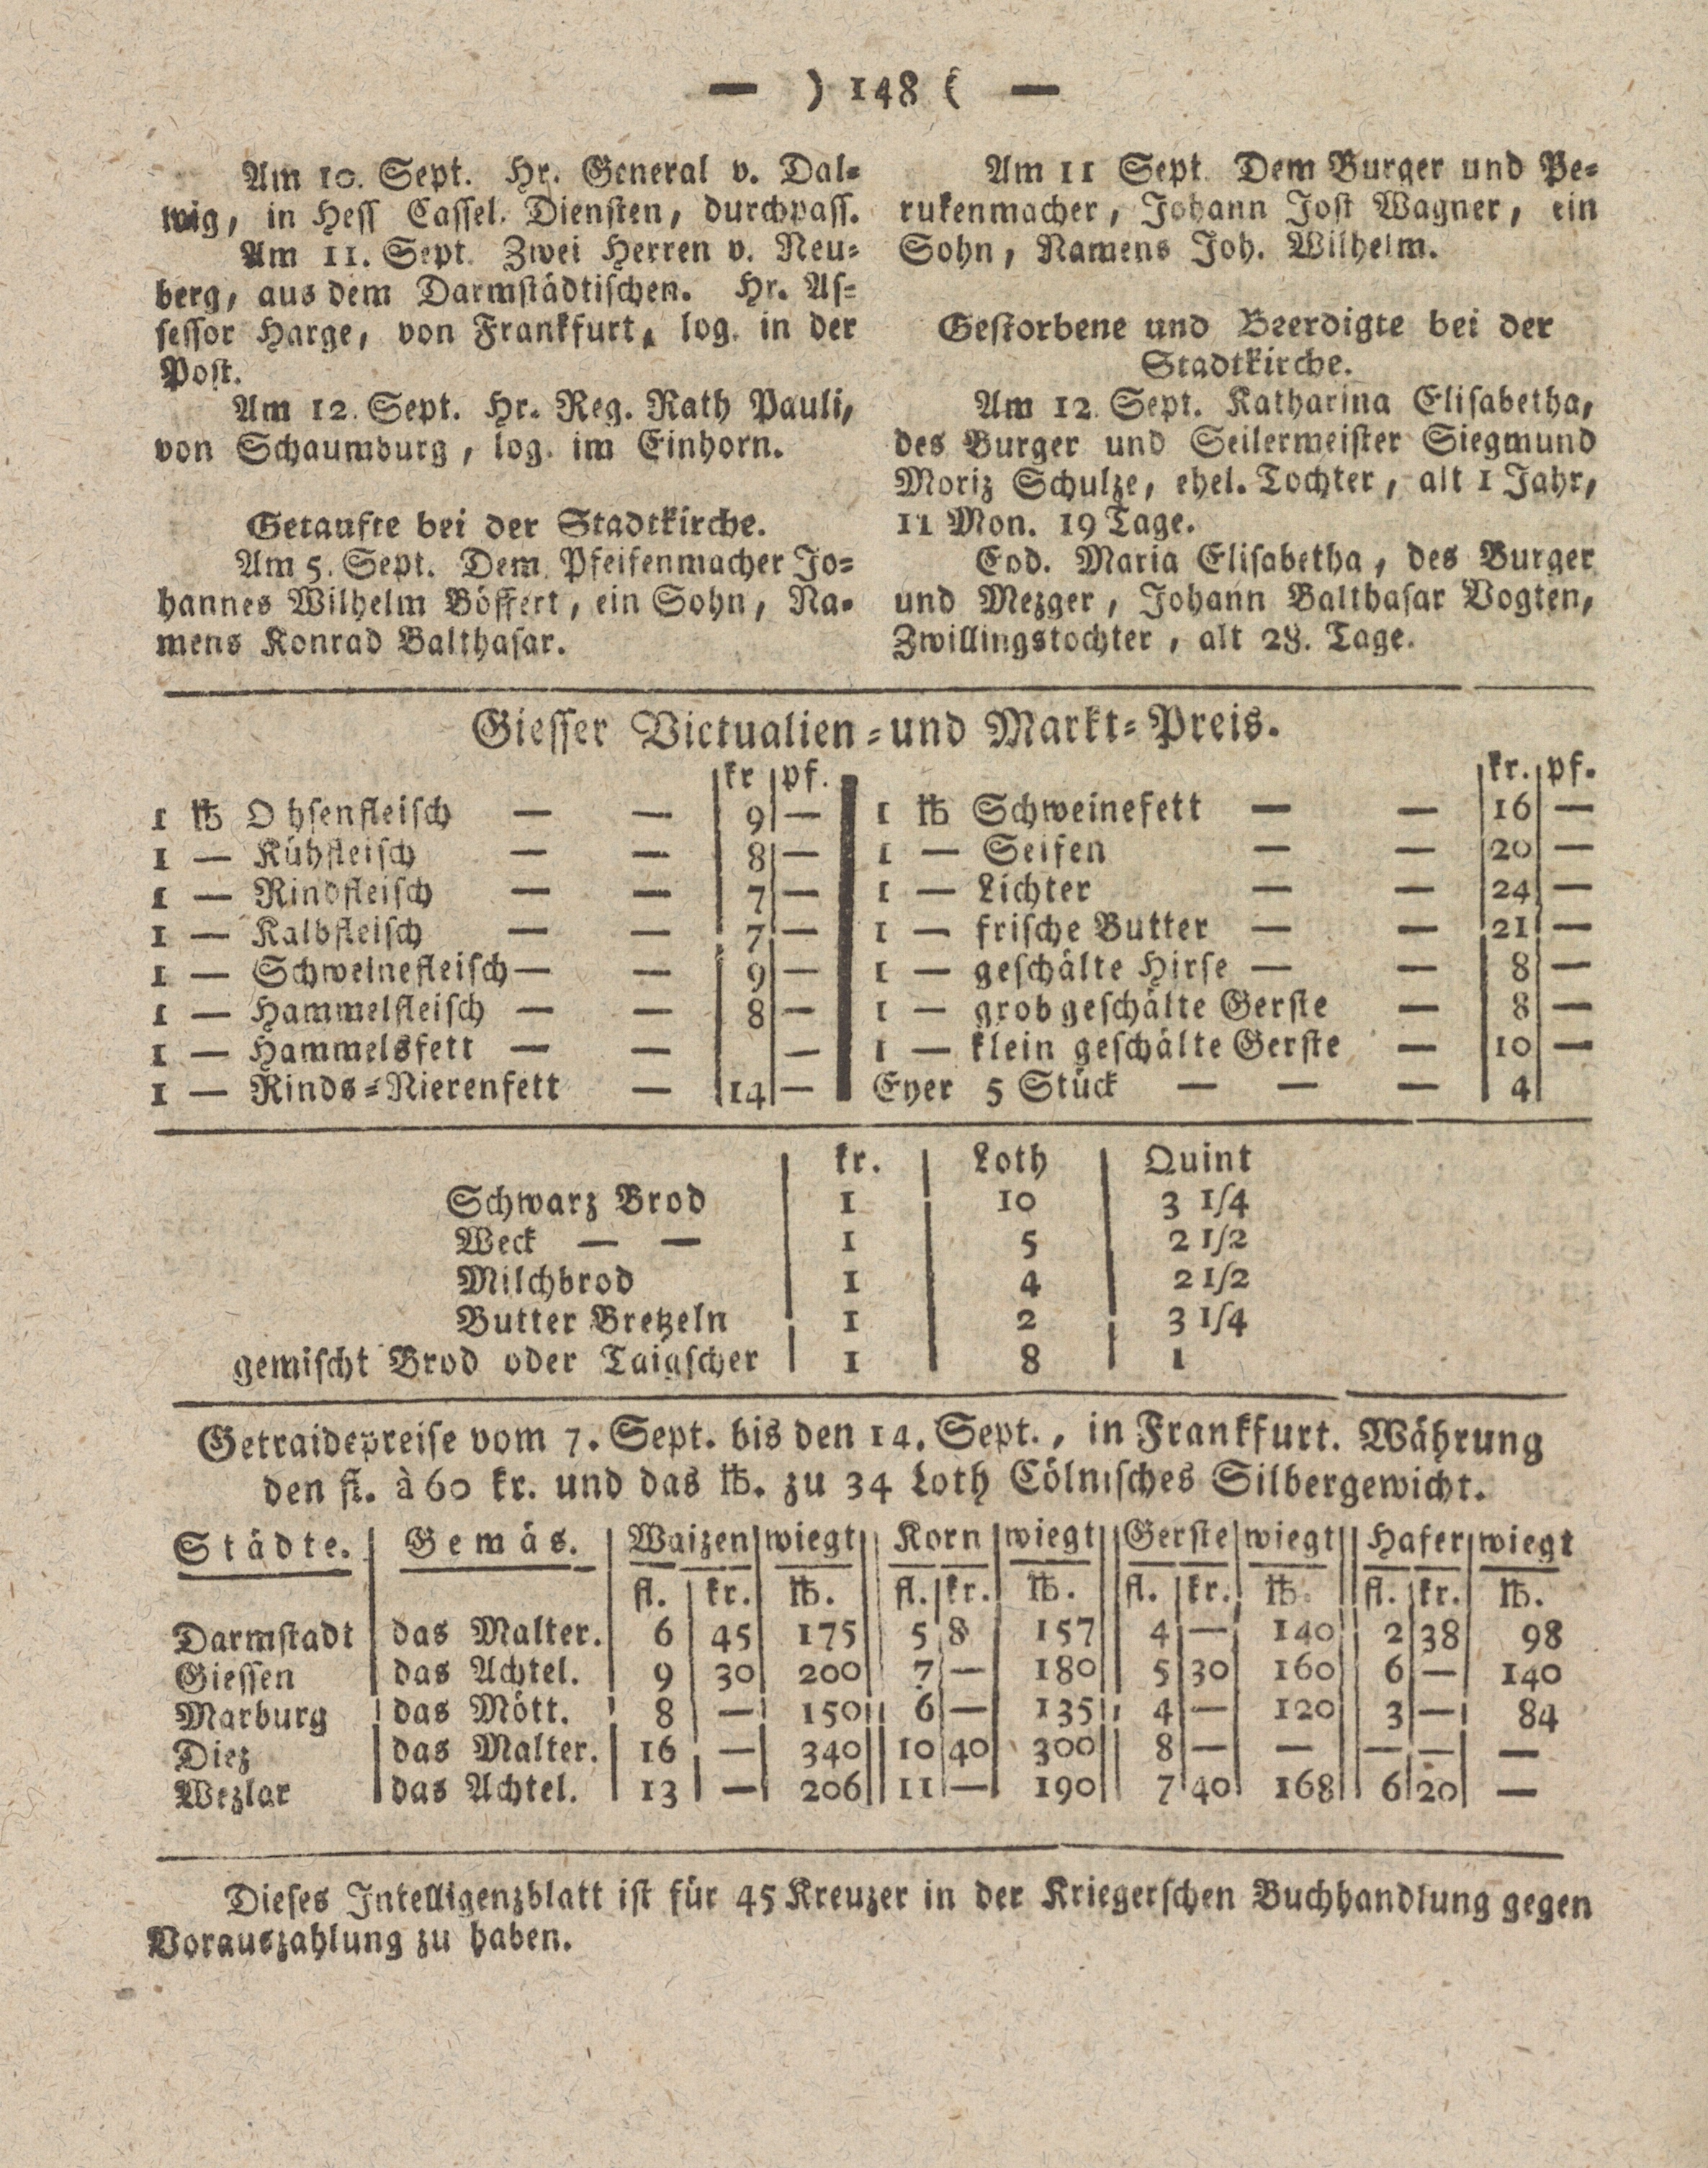 — ) 148 ( —
Am 10. Sept. Hr. General v. Dal-
wig, in Hess Cassel. Diensten, durchpass.
Am 11. Sept. Zwei Herren v. Neu-
berg, aus dem Darmstädtischen. Hr. As-
sessor Harge, von Frankfurt, log. in der
Post.
Am 12. Sept. Hr. Reg. Rath Pauli,
von Schaumburg, log. im Einhorn.
Getaufte bei der Stadtkirche.
Am 5. Sept. Dem Pfeifenmacher Jo-
hannes Wilhelm Böffert, ein Sohn, Na-
mens Konrad Balthasar.
Am 11 Sept. Dem Burger und Pe-
rukenmacher, Johann Jost Wagner, ein
Sohn, Namens Joh. Wilhelm.
Gestorbene und Beerdigte bei der
Stadtkirche.
Am 12. Sept. Katharina Elisabetha,
des Burger und Seilermeister Siegmund
Moriz Schulze, ehel. Tochter, alt 1 Jahr,
11 Mon. 19 Tage.
Eod. Maria Elisabetha, des Burger
und Mezger, Johann Balthasar Vogten,
Zwillingstochter, alt 28. Tage.
Giesser Victualien- und Markt-Preis.
kr pf.
1 ℔ O hsenfleisch — — 9 —
1 — Kühfleisch — — 8 —
1 — Rindfleisch — — 7 —
1 — Kalbfleisch — — 7 —
1 — Schweinefleisch — — 9 —
1 — Hammelfleisch — — 8 —
1 — Hammelsfett — — —
1 — Rinds-Nierenfett — 14 —
kr. pf.
1 ℔ Schweinefett — — 16 —
1 — Seifen — — 20 —
1 — Lichter — — 24 —
1 — frische Butter — — 21 —
1 — geschälte Hirse — — 8 —
1 — grob geschälte Gerste — 8 —
1 — klein geschälte Gerste — 10 —
Eyer 5 Stück — — — 4
kr. Loth Quint
Schwarz Brod 1 10 3 1/4
Weck — — 1 5 2 1/2
Milchbrod 1 4 2 1/2
Butter Bretzeln 1 2 3 1/4
gemischt Brod oder Taigscher 1 8 1
Getraidepreise vom 7. Sept. bis den 14. Sept., in Frankfurt. Währung
den fl. à 60 kr. und das ℔. zu 34 Loth Cölnisches Silbergewicht.
Städte. Gemäs. Waizen wiegt Korn wiegt Gerste wiegt Hafer wiegt
fl. kr. ℔. fl. kr. ℔. fl. kr. ℔. fl. kr. ℔.
Darmstadt das Malter. 6 45 175 5 8 157 4 — 140 2 38 98
Giessen das Achtel. 9 30 200 7 — 180 5 30 160 6 — 140
Marburg das Mött. 8 — 150 6 — 135 4 — 120 3 — 84
Diez das Malter. 16 — 340 10 40 300 8 — — — — —
Wezlar das Achtel. 13 — 206 11 — 190 7 40 168 6 20 —
Dieses Intelligenzblatt ist für 45 Kreuzer in der Kriegerschen Buchhandlung gegen
Vorauszahlung zu haben.